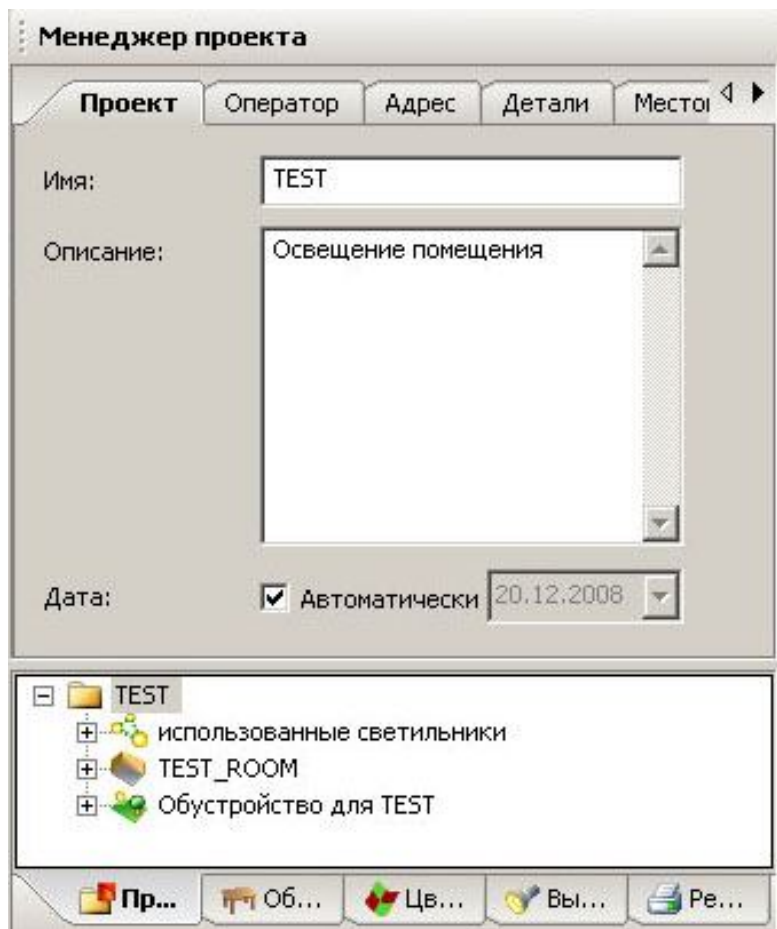 Менеджер проекта
Проект Оператор Адрес Детали Место
Имя: TEST
Описание: Освещение помещения
Дата: Автоматически 20.12.2008
TEST
использованные светильники
TEST_ROOM
Обустройство для TEST
Пр... Об... Цв... Вы... Ре...